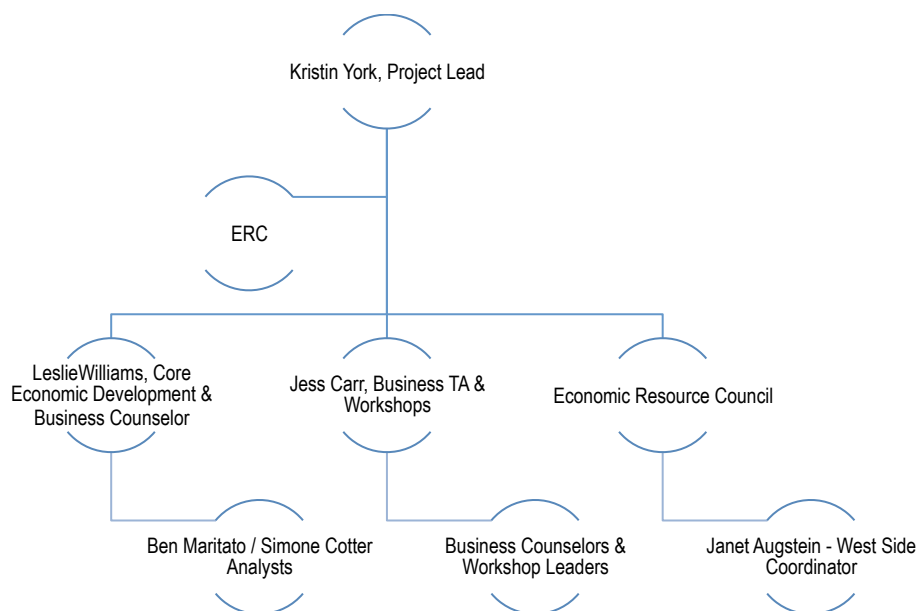 Kristin York, Project Lead
ERC
LeslieWilliams, Core
Economic Development &
Business Counselor
Jess Carr, Business TA &
Workshops
Economic Resource Council
Ben Maritato / Simone Cotter
Analysts
Business Counselors &
Workshop Leaders
Janet Augstein - West Side
Coordinator